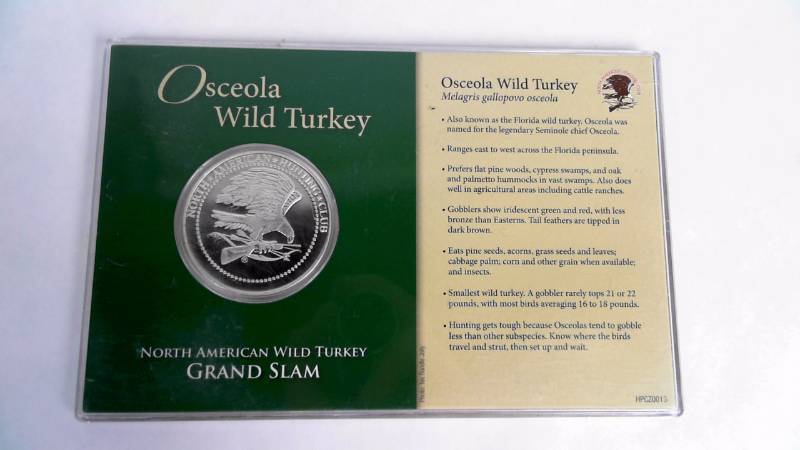 Osceola
Wild Turkey
NORTH AMERICAN HUNTING CLUB
NORTH AMERICAN WILD TURKEY
GRAND SLAM
Osceola Wild Turkey
Melagris gallopovo osceola
• Also known as the Florida wild turkey. Osceola was
named for the legendary Seminole chief Osceola.
• Ranges east to west across the Florida peninsula.
• Prefers flat pine woods, cypress swamps, and oak
and palmetto hummocks in vast swamps. Also does
well in agricultural areas including cattle ranches.
• Gobblers show iridescent green and red, with less
bronze than Easterns. Tail feathers are tipped in
dark brown.
• Eats pine seeds, acorns, grass seeds and leaves;
cabbage palm; corn and other grain when available;
and insects.
• Smallest wild turkey. A gobbler rarely tops 21 or 22
pounds, with most birds averaging 16 to 18 pounds.
• Hunting gets tough because Osceolas tend to gobble
less than other subspecies. Know where the birds
travel and strut, then set up and wait.
HPCZ0013